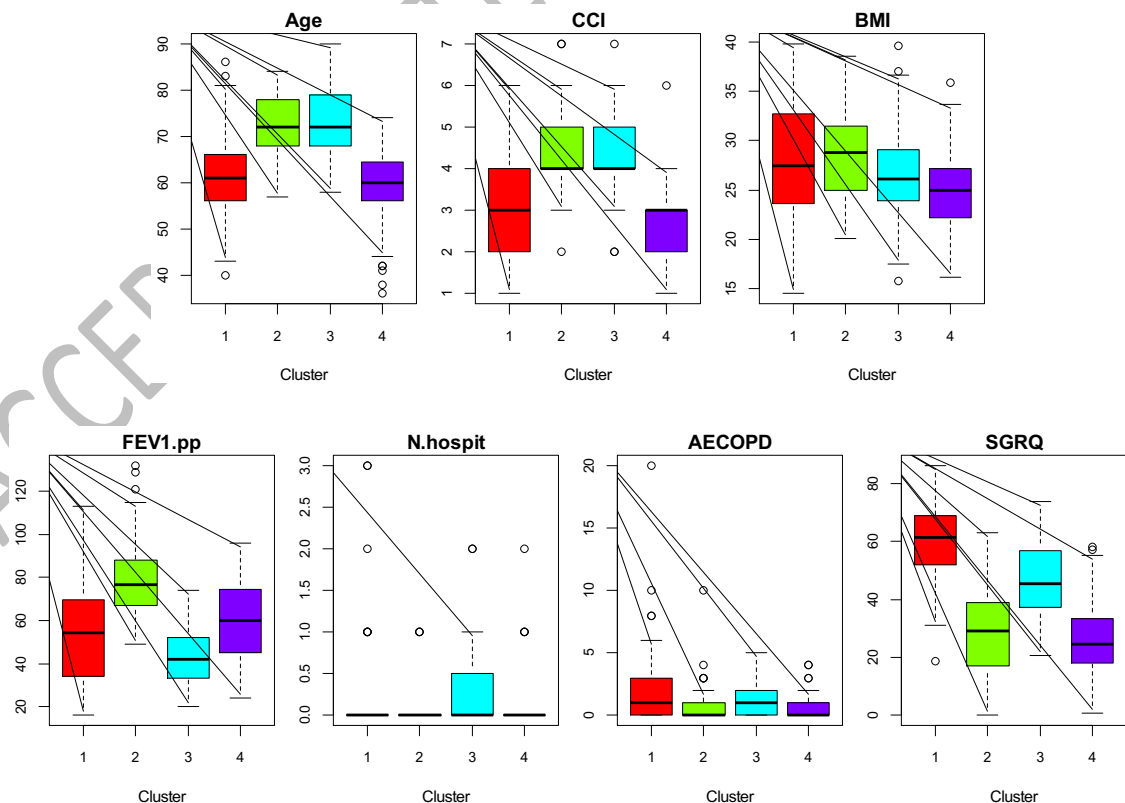 Age
CCI
BMI
40 50 60 70 80 90
1 2 3 4 5 6 7
15 20 25 30 35 40
1 2 3 4
1 2 3 4
1 2 3 4
Cluster
Cluster
Cluster
ACCE
FEV1.pp
N.hospit
AECOPD
SGRQ
20 40 60 80 100 120
0.0 0.5 1.0 1.5 2.0 2.5 3.0
0 5 10 15 20
0 20 40 60 80
1 2 3 4
1 2 3 4
1 2 3 4
1 2 3 4
Cluster
Cluster
Cluster
Cluster